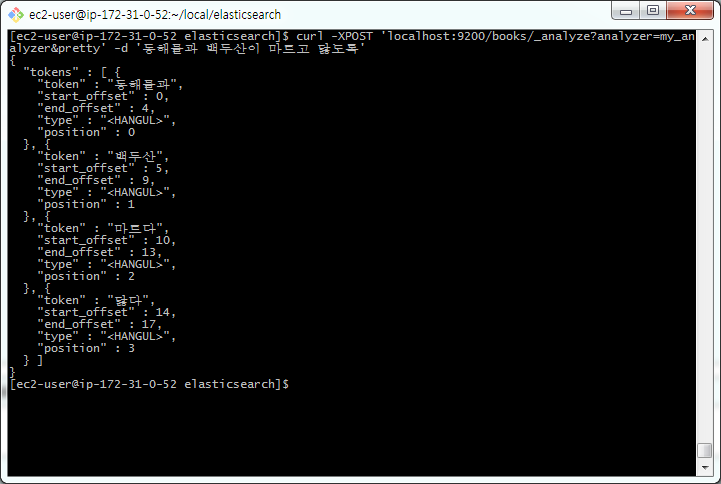 ec2-user@ip-172-31-0-52:~/local/elasticsearch
[ec2-user@ip-172-31-0-52 elasticsearch]$ curl -XPOST 'localhost:9200/books/_analyze?analyzer=my_an
alyzer&pretty' -d '동해물과 백두산이 마르고 닳도록'
{
  "tokens" : [ {
    "token" : "동해물과",
    "start_offset" : 0,
    "end_offset" : 4,
    "type" : "<HANGUL>",
    "position" : 0
  }, {
    "token" : "백두산",
    "start_offset" : 5,
    "end_offset" : 9,
    "type" : "<HANGUL>",
    "position" : 1
  }, {
    "token" : "마르다",
    "start_offset" : 10,
    "end_offset" : 13,
    "type" : "<HANGUL>",
    "position" : 2
  }, {
    "token" : "닳다",
    "start_offset" : 14,
    "end_offset" : 17,
    "type" : "<HANGUL>",
    "position" : 3
  } ]
}
[ec2-user@ip-172-31-0-52 elasticsearch]$